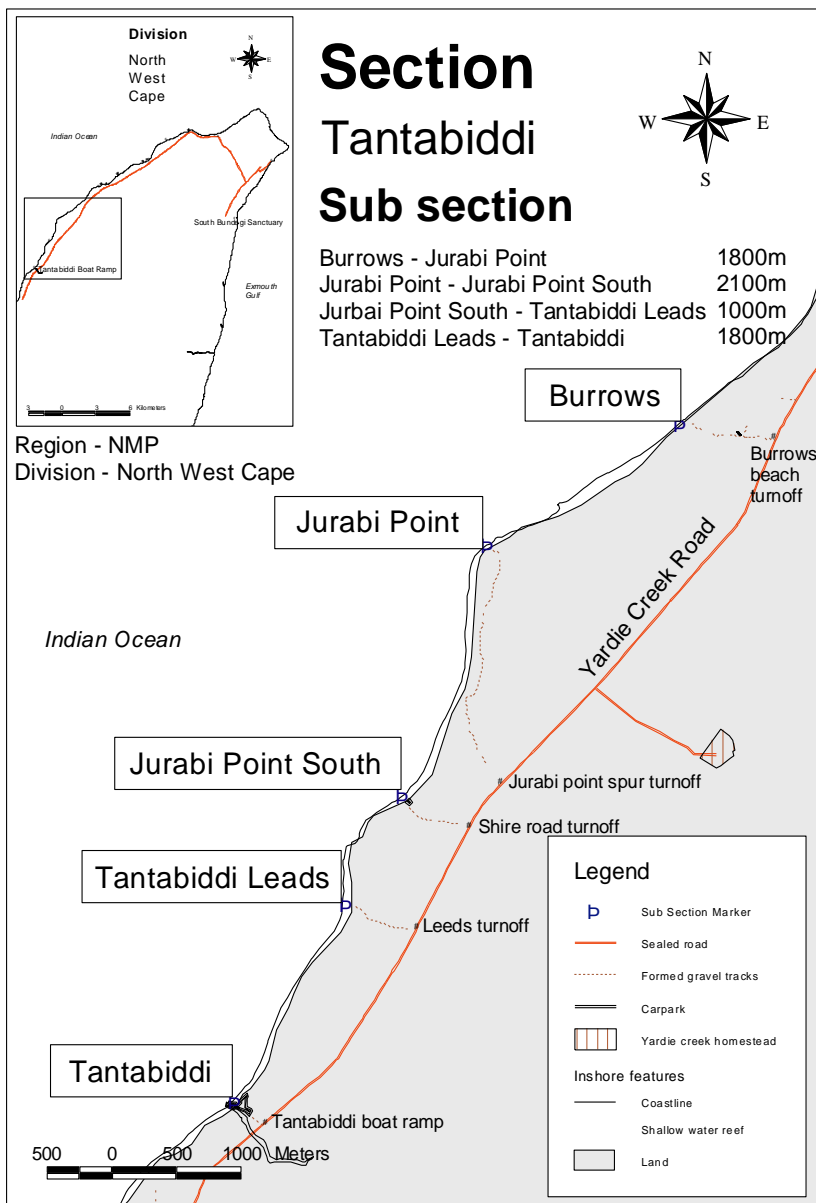 Division
North
West
Cape
N
W
E
S
Indian Ocean
South Bundegi Sanctuary
Tantabiddi Boat Ramp
Exmouth
Gulf
3 0 3 6 Kilometers
Region - NMP
Division - North West Cape
Section
Tantabiddi
Sub section
N
W
E
S
Burrows - Jurabi Point 1800m
Jurabi Point - Jurabi Point South 2100m
Jurbai Point South - Tantabiddi Leads 1000m
Tantabiddi Leads - Tantabiddi 1800m
Burrows
Burrows
beach
turnoff
Jurabi Point
Yardie Creek Road
Indian Ocean
Jurabi Point South
Jurabi point spur turnoff
Shire road turnoff
Tantabiddi Leads
Leeds turnoff
Tantabiddi
Tantabiddi boat ramp
500 0 500 1000 Meters
Legend
Sub Section Marker
Sealed road
Formed gravel tracks
Carpark
Yardie creek homestead
Inshore features
Coastline
Shallow water reef
Land